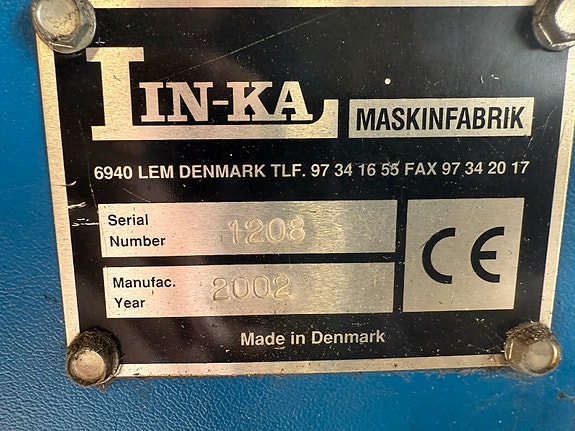 LIN-KA MASKINFABRIK
6940 LEM DENMARK TLF. 97 34 16 55 FAX 97 34 20 17
Serial Number 1208
Manufac. Year 2002
CE
Made in Denmark